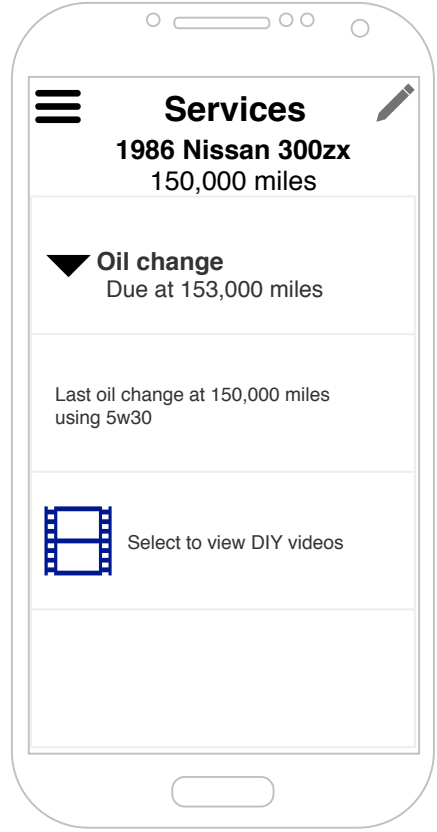 Services
1986 Nissan 300zx
150,000 miles
Oil change
Due at 153,000 miles
Last oil change at 150,000 miles
using 5w30
Select to view DIY videos